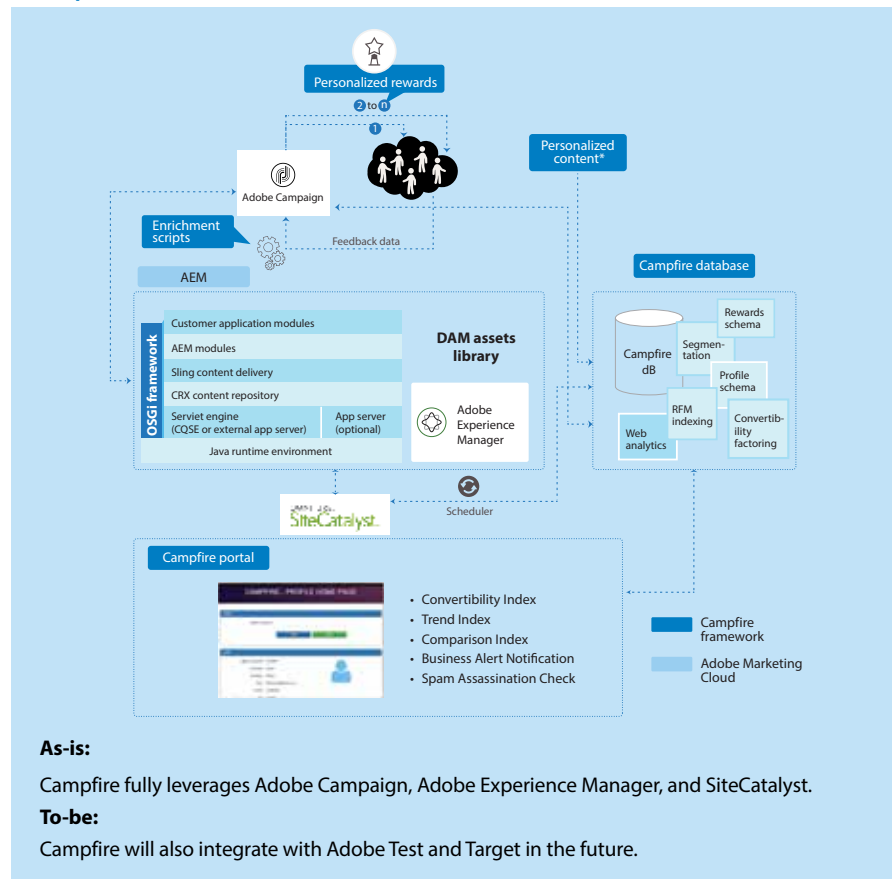 Personalized rewards
2 to n
1
Personalized
content*
Adobe Campaign
Enrichment
scripts
Feedback data
AEM
Campfire database
OSGi framework
Customer application modules
AEM modules
Sling content delivery
CRX content repository
Serviet engine
(CQSE or external app server)
App server
(optional)
Java runtime environment
DAM assets
library
Adobe
Experience
Manager
Campfire
dB
Rewards
schema
Segmen-
tation
Profile
schema
RFM
indexing
Convertib-
ility
factoring
Web
analytics
SiteCatalyst
Scheduler
Campfire portal
CAMPFIRE PROFILE HOME PAGE
• Convertibility Index
• Trend Index
• Comparison Index
• Business Alert Notification
• Spam Assassination Check
Campfire
framework
Adobe Marketing
Cloud
As-is:
Campfire fully leverages Adobe Campaign, Adobe Experience Manager, and SiteCatalyst.
To-be:
Campfire will also integrate with Adobe Test and Target in the future.